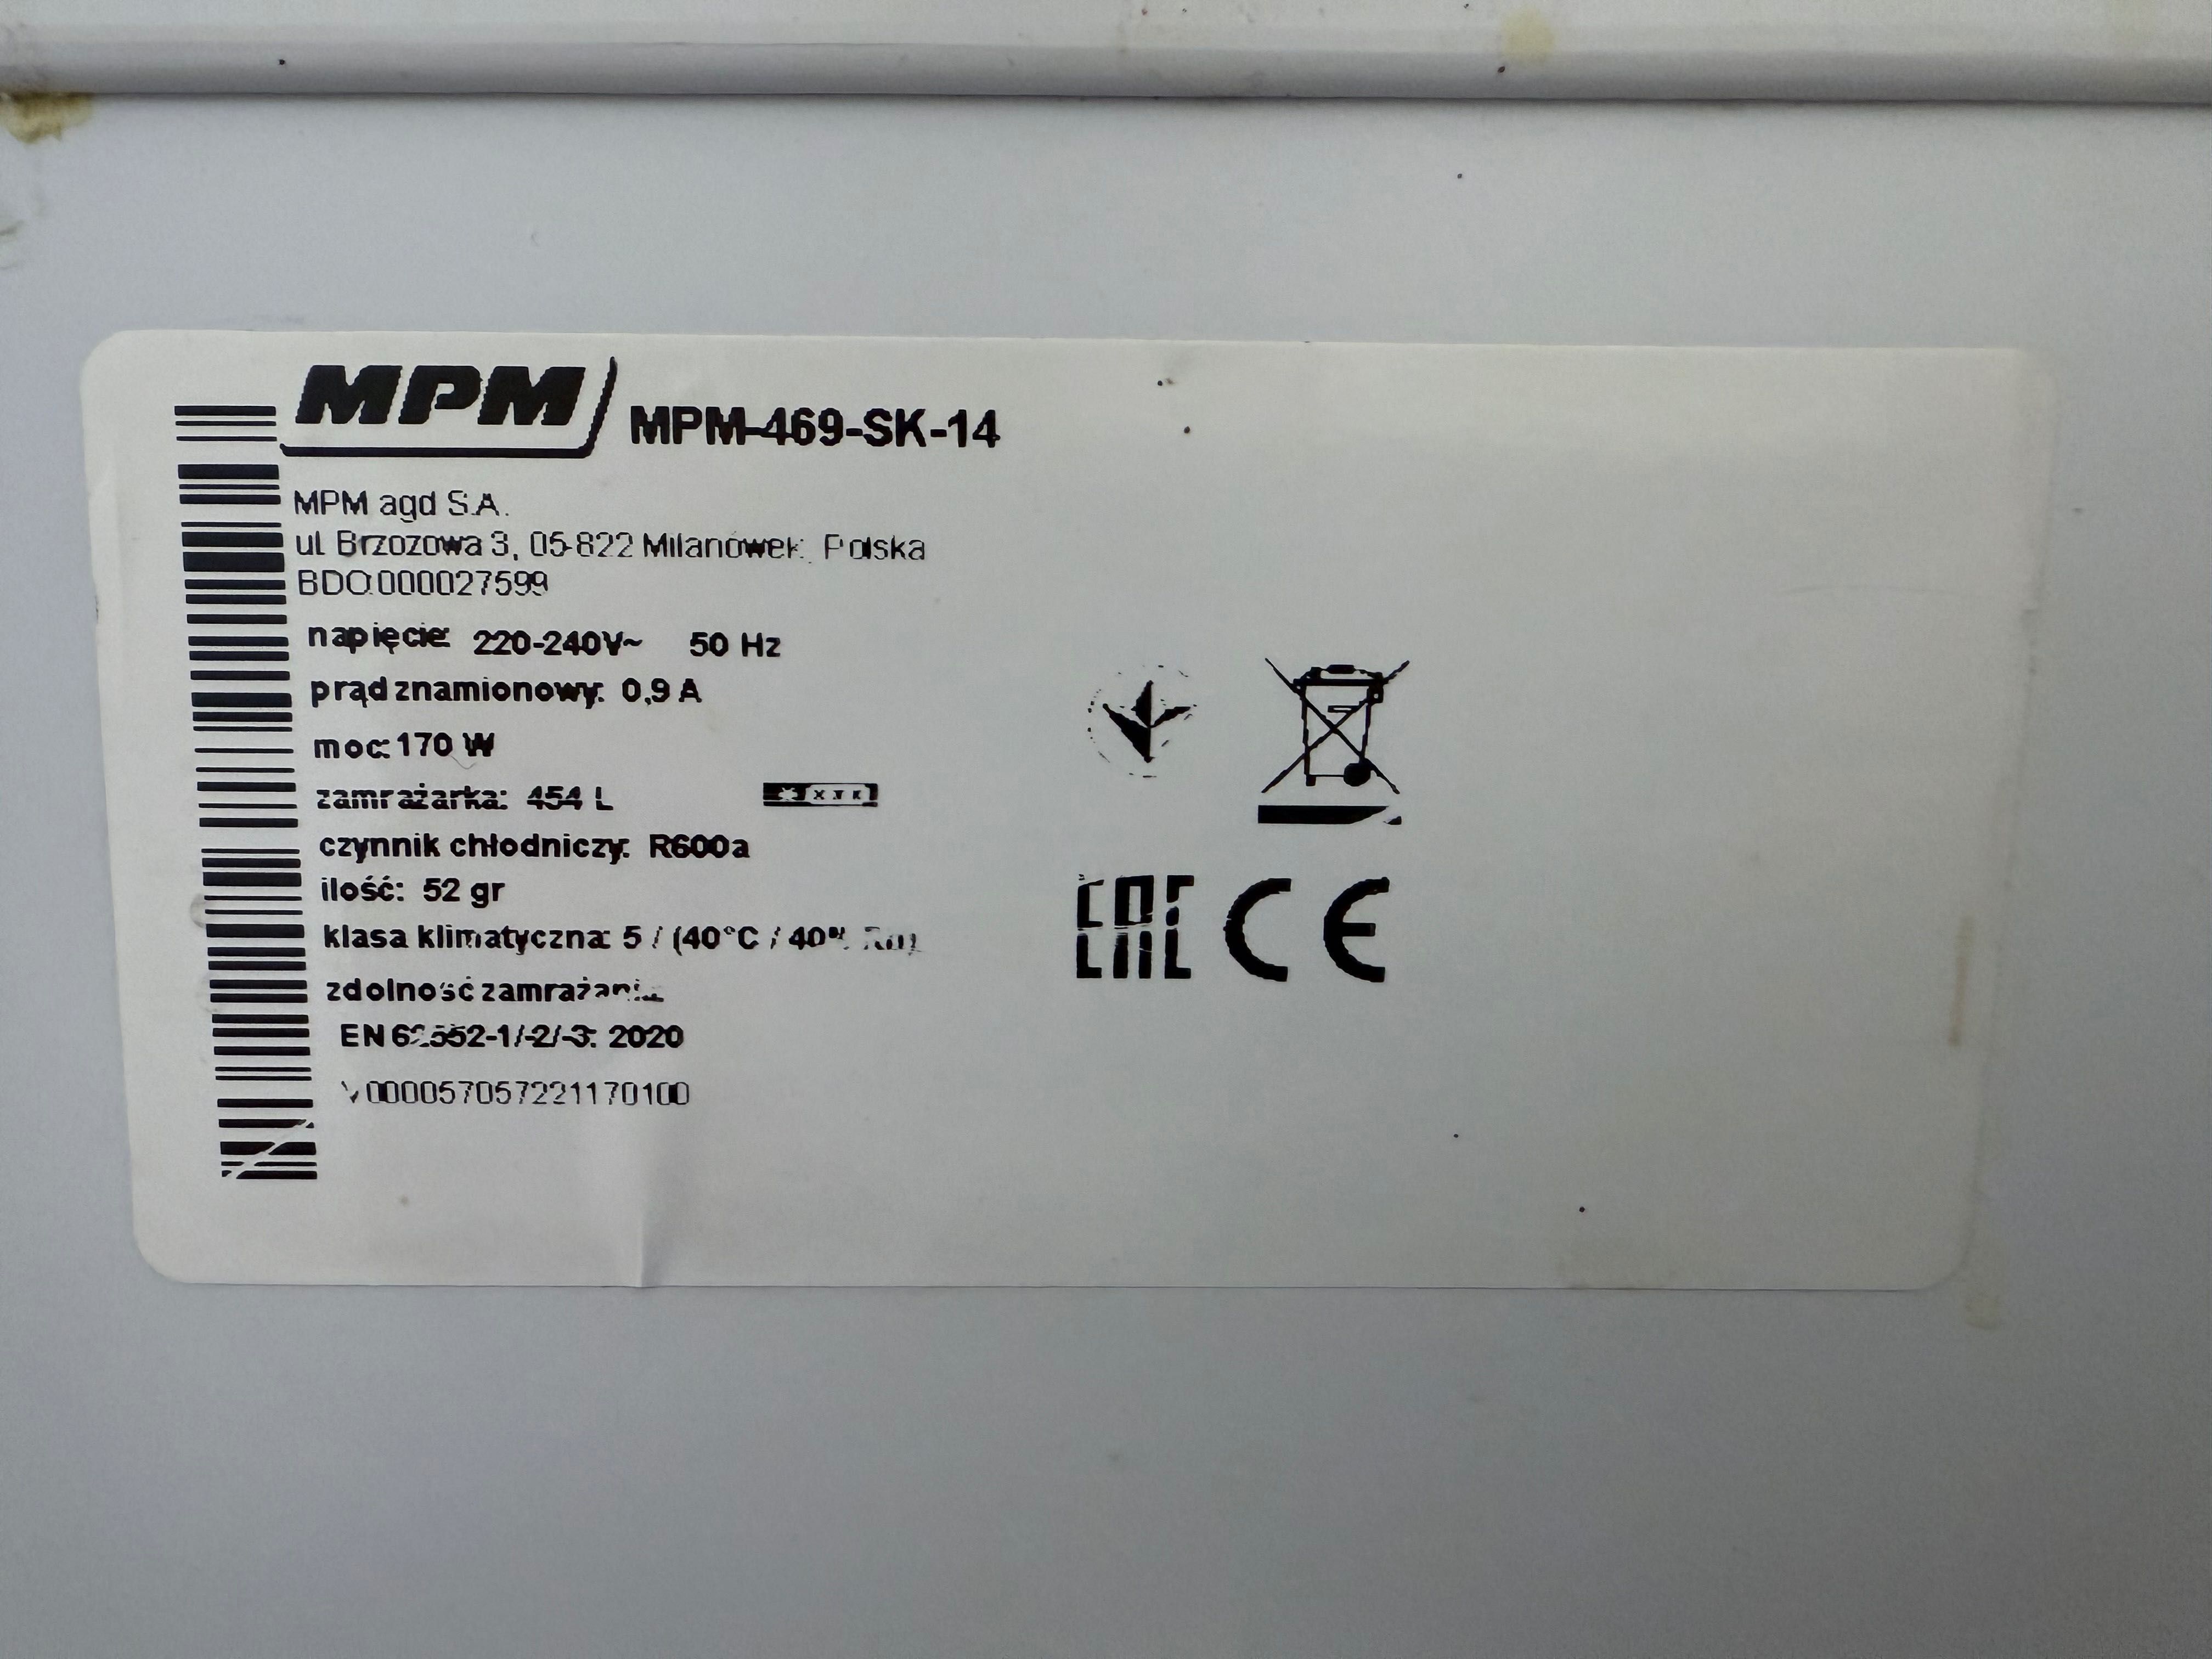 MPM MPM-469-SK-14
MPM agd S.A.
ul. Brzozowa 3, 05-822 Milanówek, Polska
BDO:000027599
napięcie: 220-240V~ 50 Hz
prąd znamionowy: 0,9 A
moc: 170 W
zamrażarka: 454 L
czynnik chłodniczy: R600a
ilość: 52 gr
klasa klimatyczna: 5 / (40°C / 40%
zdolność zamrażania
EN 62552-1/-2/-3: 2020
000057057221170100
EAC CE